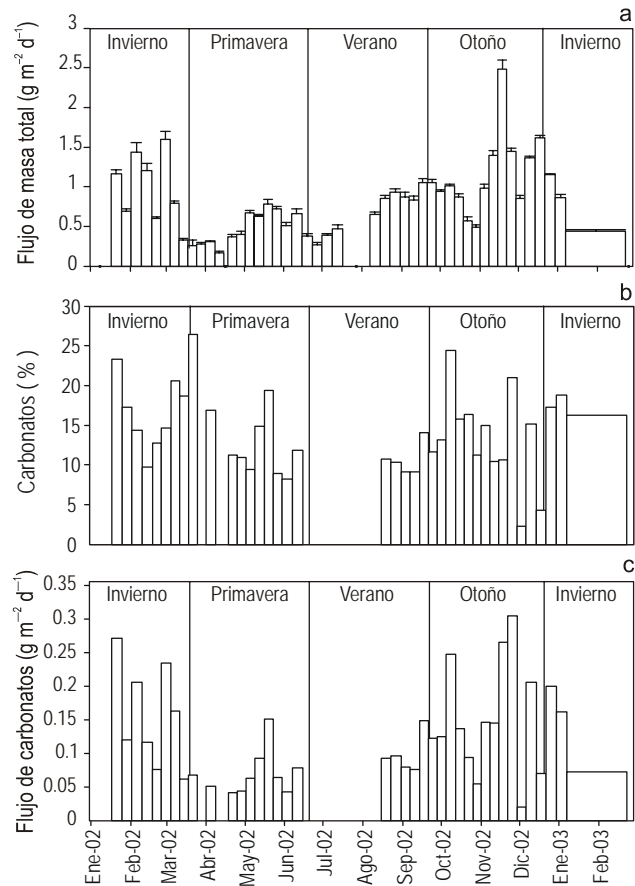 a
Flujo de masa total (g m⁻² d⁻¹)
3
2.5
2
1.5
1
0.5
0
Invierno Primavera Verano Otoño Invierno
b
Carbonatos (%)
30
25
20
15
10
5
0
Invierno Primavera Verano Otoño Invierno
c
Flujo de carbonatos (g m⁻² d⁻¹)
0.35
0.3
0.25
0.2
0.15
0.1
0.05
0
Invierno Primavera Verano Otoño Invierno
Ene-02 Feb-02 Mar-02 Abr-02 May-02 Jun-02 Jul-02 Ago-02 Sep-02 Oct-02 Nov-02 Dic-02 Ene-03 Feb-03